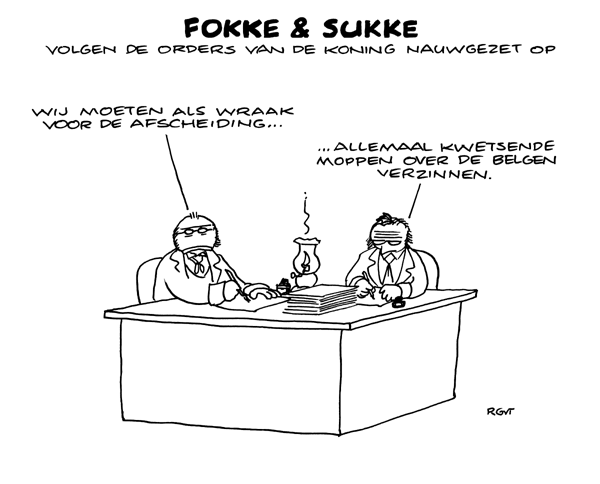 FOKKE & SUKKE
VOLGEN DE ORDERS VAN DE KONING NAUWGEZET OP
WIJ MOETEN ALS WRAAK
VOOR DE AFSCHEIDING...
...ALLEMAAL KWETSENDE
MOPPEN OVER DE BELGEN
VERZINNEN.
RGvT